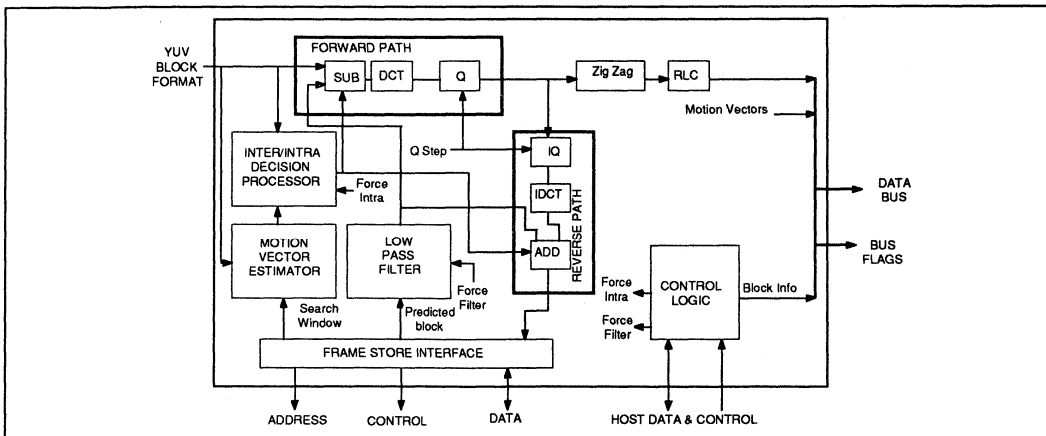 FORWARD PATH
YUV
BLOCK
FORMAT
SUB
DCT
Q
Zig Zag
RLC
Motion Vectors
Q Step
IQ
IDCT
ADD
REVERSE PATH
INTER/INTRA
DECISION
PROCESSOR
Force
Intra
DATA
BUS
BUS
FLAGS
MOTION
VECTOR
ESTIMATOR
LOW
PASS
FILTER
Force
Filter
Search
Window
Predicted
block
Force
Intra
Force
Filter
CONTROL
LOGIC
Block Info
FRAME STORE INTERFACE
ADDRESS
CONTROL
DATA
HOST DATA & CONTROL